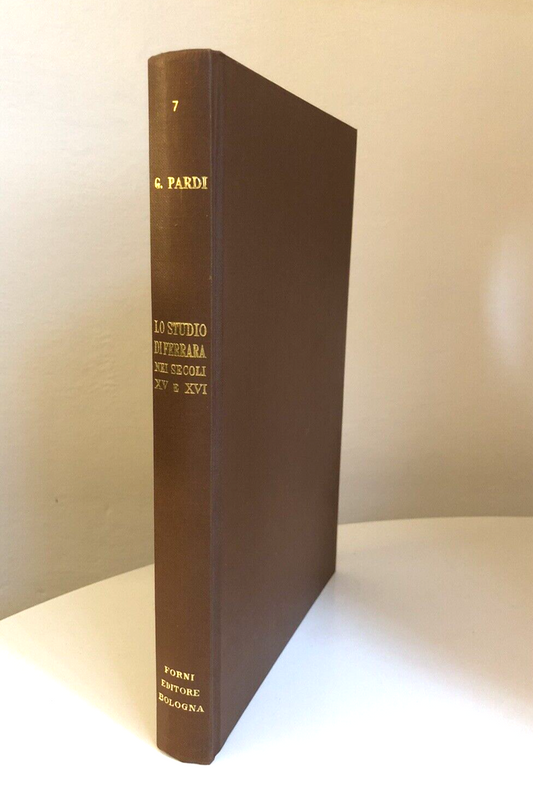 7
G. PARDI
LO STUDIO
DI FERRARA
NEI SECOLI
XV E XVI
FORNI
EDITORE
BOLOGNA